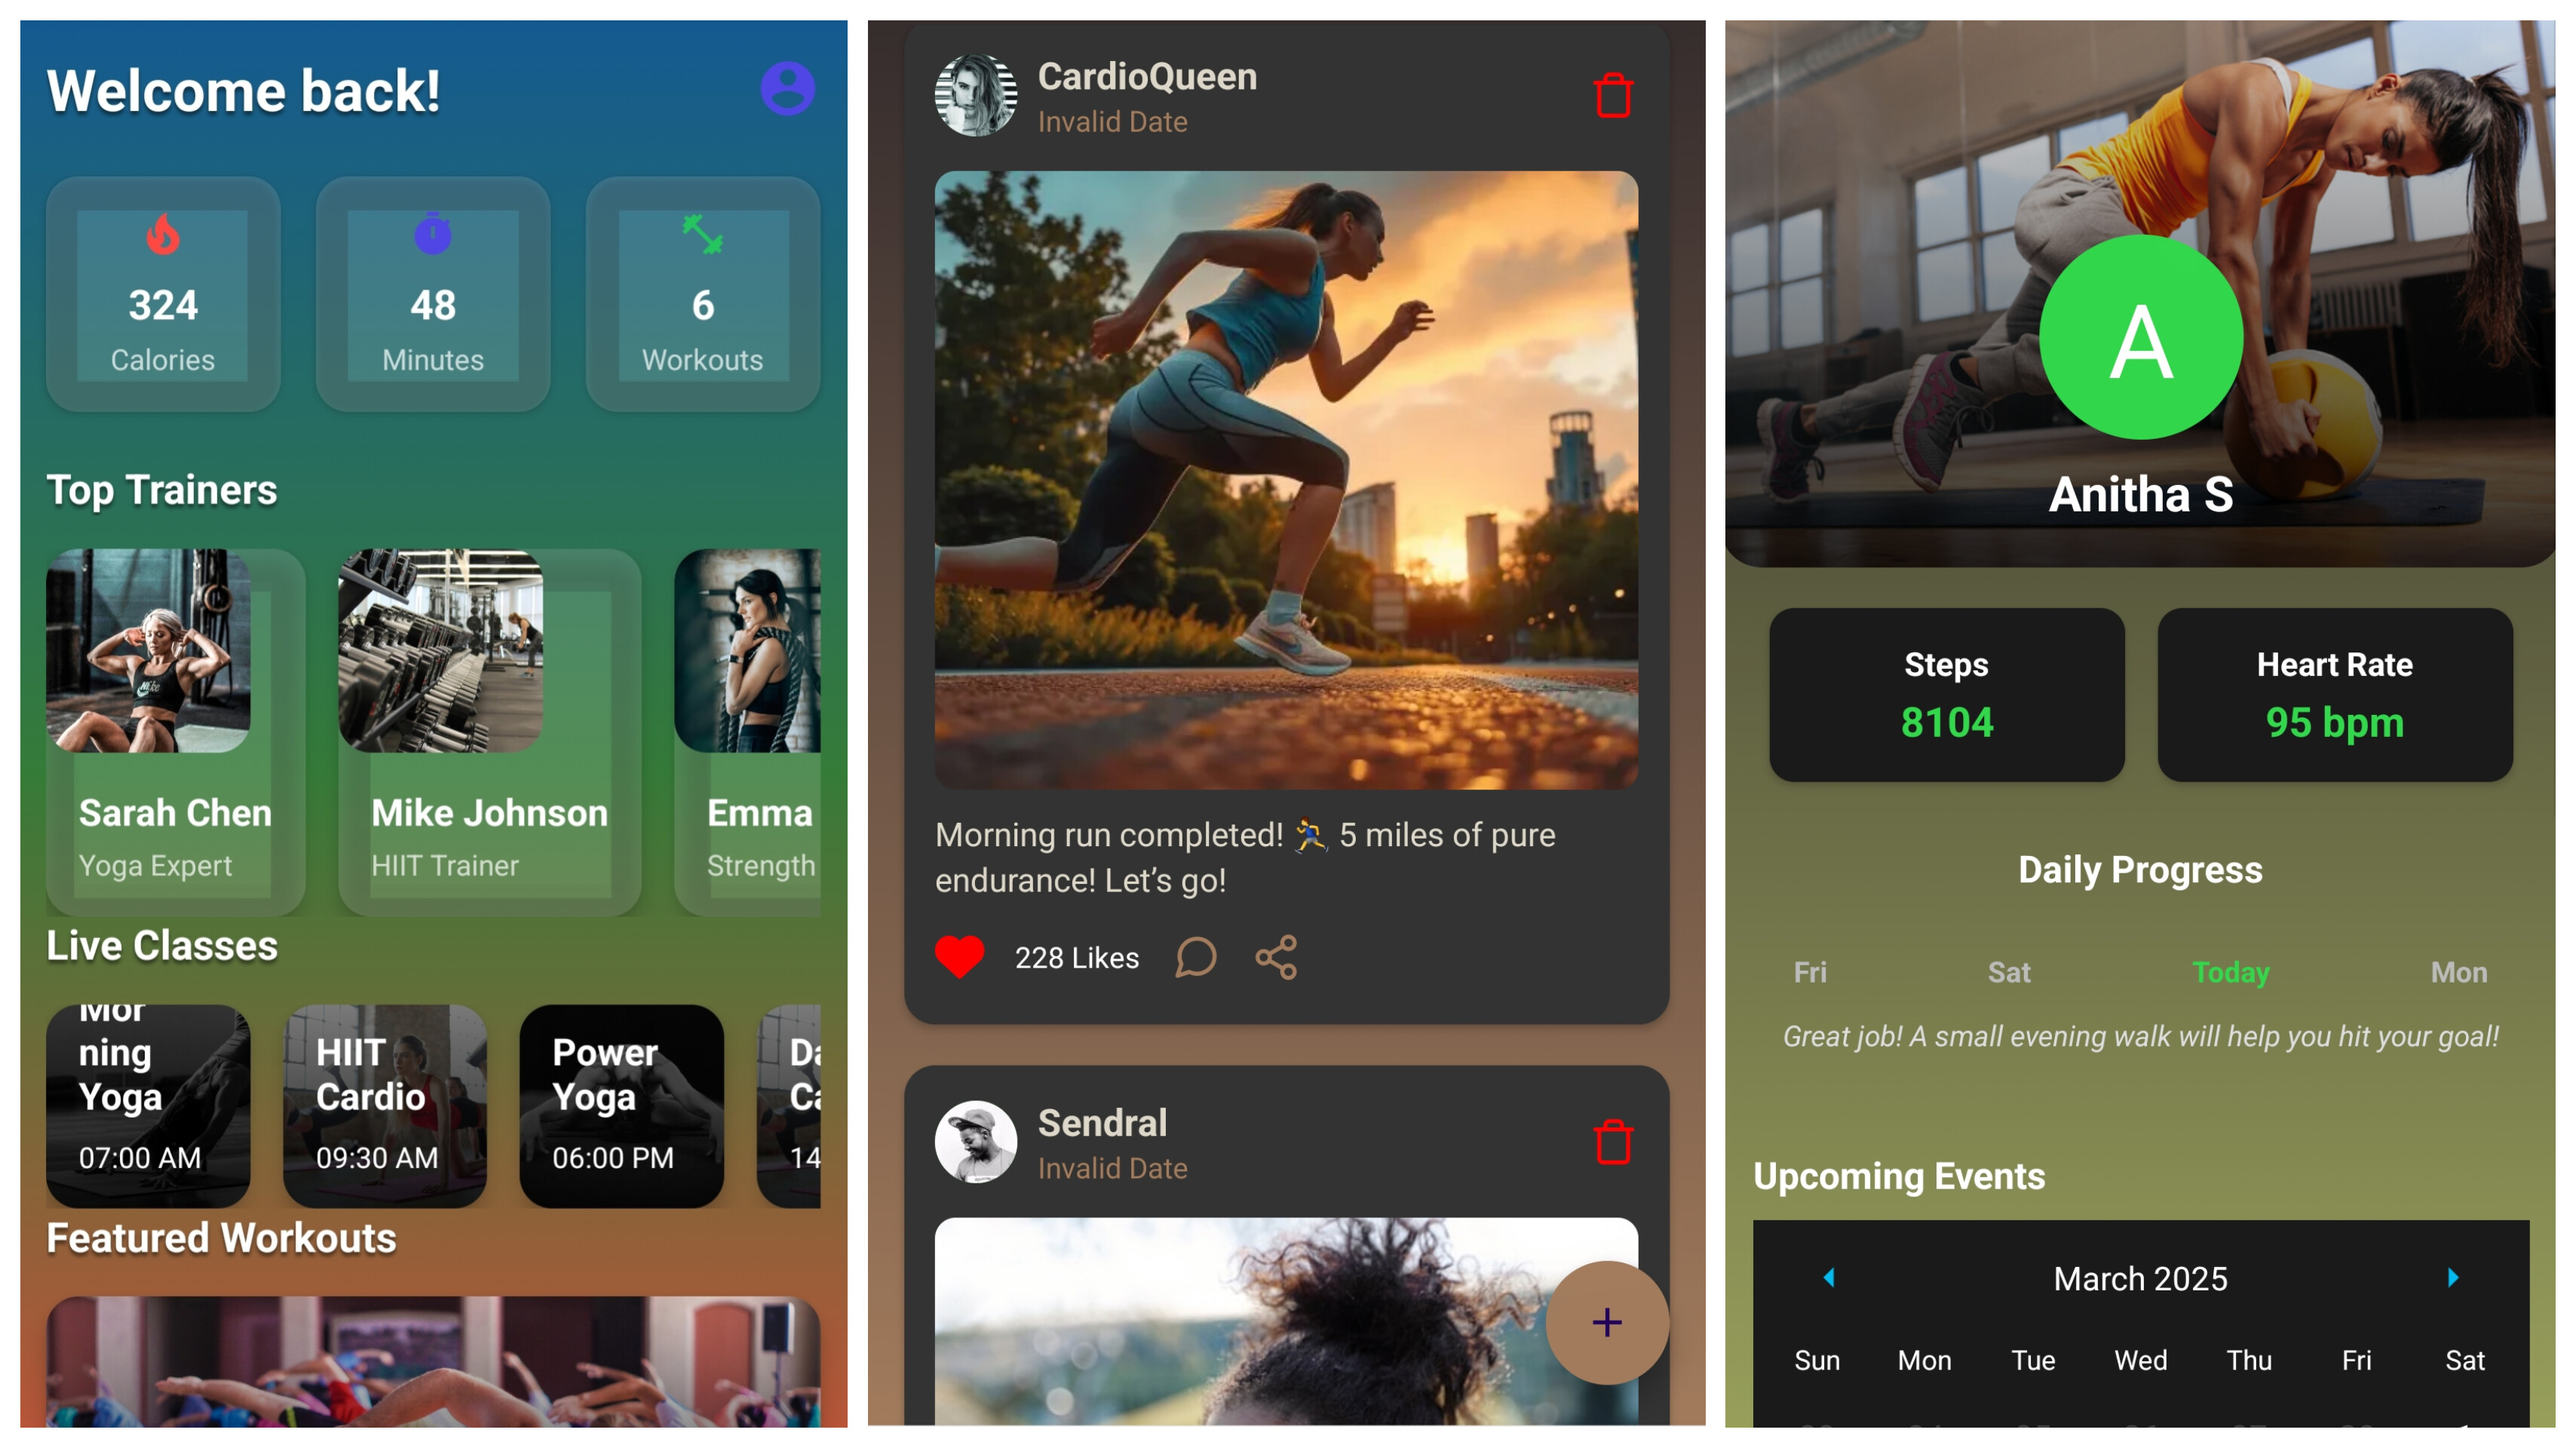 Welcome back!
324
48
6
Calories
Minutes
Workouts
Top Trainers
Sarah Chen
Mike Johnson
Emma
Yoga Expert
HIIT Trainer
Strength
Live Classes
Mor
ning
Yoga
07:00 AM
HIIT
Cardio
09:30 AM
Power
Yoga
06:00 PM
14
Featured Workouts
CardioQueen
Invalid Date
Morning run completed! 🏃 5 miles of pure
endurance! Let’s go!
228 Likes
Sendral
Invalid Date
A
Anitha S
Steps
8104
Heart Rate
95 bpm
Daily Progress
Fri
Sat
Today
Mon
Great job! A small evening walk will help you hit your goal!
Upcoming Events
March 2025
Sun Mon Tue Wed Thu Fri Sat